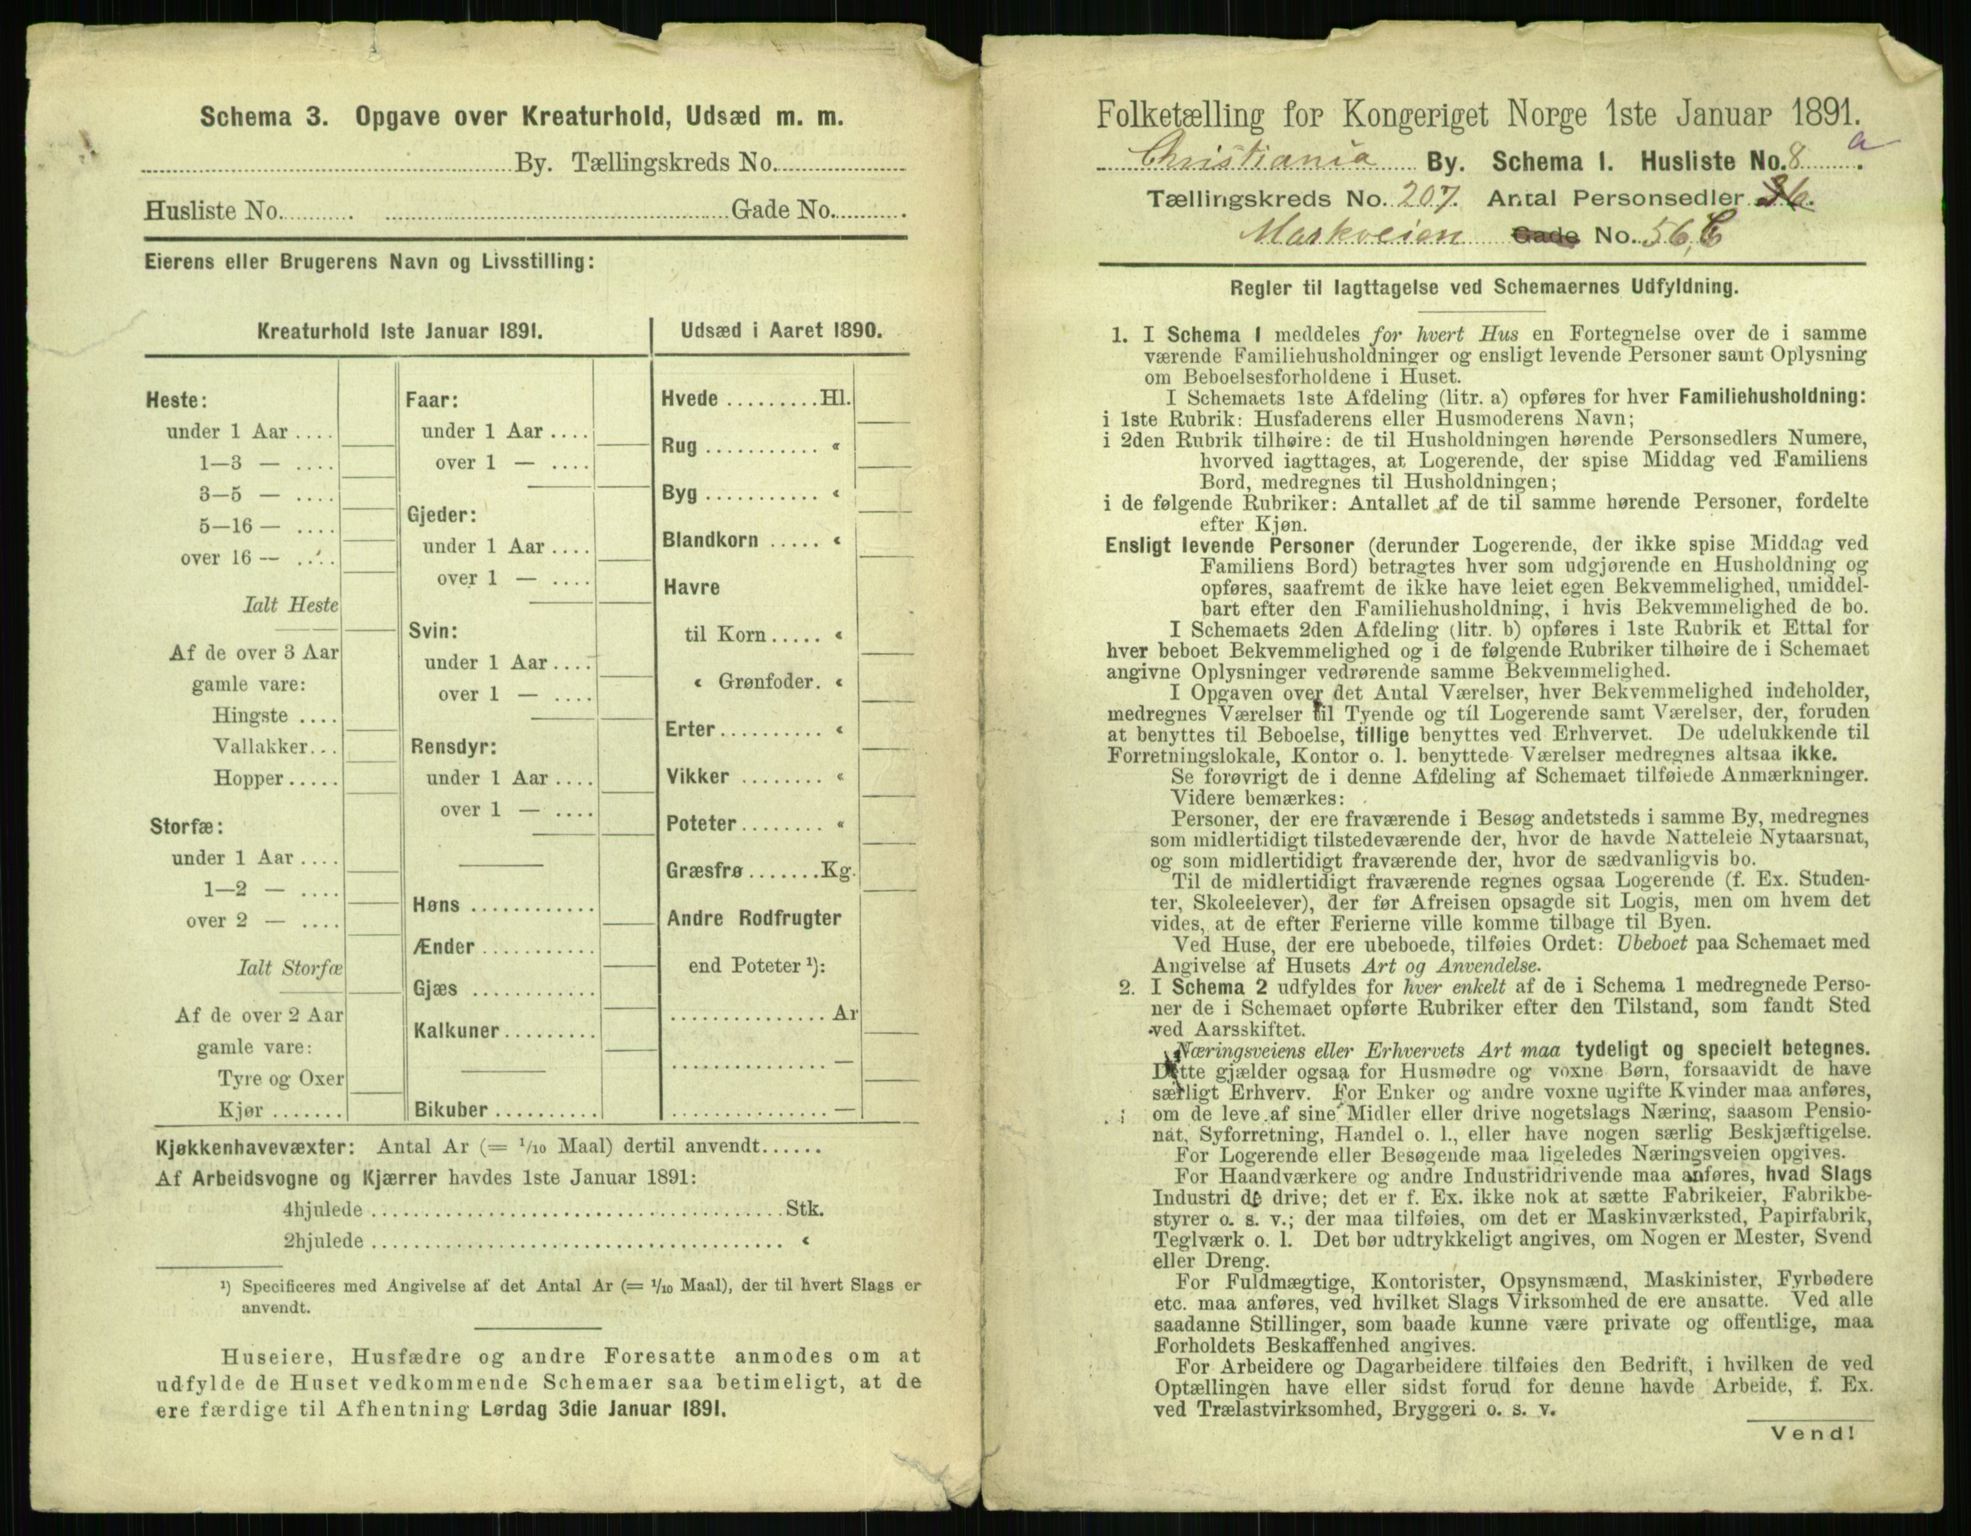 Schema 3. Opgave over Kreaturhold, Udsæd m. m.
By. Tællingskreds No.
Husliste No. Gade No.
Eierens eller Brugerens Navn og Livsstilling:
Kreaturhold 1ste Januar 1891.
Udsæd i Aaret 1890.
Heste:
under 1 Aar ....
1—3 — ....
3—5 — ....
5—16 — ....
over 16 — ....
Ialt Heste
Af de over 3 Aar
gamle vare:
Hingste ....
Vallakker...
Hopper .....
Storfæ:
under 1 Aar ....
1—2 — ....
over 2 — ....
Ialt Storfæ
Af de over 2 Aar
gamle vare:
Tyre og Oxer
Kjør .......
Faar:
under 1 Aar ....
over 1 — ....
Gjeder:
under 1 Aar ....
over 1 — ....
Svin:
under 1 Aar ....
over 1 — ....
Rensdyr:
under 1 Aar ....
over 1 — ....
Høns ............
Ænder ...........
Gjæs ............
Kalkuner.........
Bikuber ..........
Hvede .........Hl.
Rug ........... «
Byg ........... «
Blandkorn ..... «
Havre
til Korn ..... «
« Grønfoder. «
Erter.......... «
Vikker ........ «
Poteter........ «
Græsfrø .......Kg.
Andre Rodfrugter
end Poteter ¹):
............... Ar
............... —
............... —
Kjøkkenhavevæxter: Antal Ar (= 1/10 Maal) dertil anvendt......
Af Arbeidsvogne og Kjærrer havdes 1ste Januar 1891:
4hjulede ........................................Stk.
2hjulede ........................................ «
¹) Specificeres med Angivelse af det Antal Ar (= 1/10 Maal), der til hvert Slags er
anvendt.
Huseiere, Husfædre og andre Foresatte anmodes om at
udfylde de Huset vedkommende Schemaer saa betimeligt, at de
ere færdige til Afhentning Lørdag 3die Januar 1891.
Folketælling for Kongeriget Norge 1ste Januar 1891.
Christiania By. Schema 1. Husliste No. 8 a.
Tællingskreds No. 207. Antal Personsedler
Markveien Gade No. 56
Regler til Iagttagelse ved Schemaernes Udfyldning.
1. I Schema 1 meddeles for hvert Hus en Fortegnelse over de i samme
værende Familiehusholdninger og ensligt levende Personer samt Oplysning
om Beboelsesforholdene i Huset.
I Schemaets 1ste Afdeling (litr. a) opføres for hver Familiehusholdning:
i 1ste Rubrik: Husfaderens eller Husmoderens Navn;
i 2den Rubrik tilhøire: de til Husholdningen hørende Personsedlers Numere,
hvorved iagttages, at Logerende, der spise Middag ved Familiens
Bord, medregnes til Husholdningen;
i de følgende Rubriker: Antallet af de til samme hørende Personer, fordelte
efter Kjøn.
Ensligt levende Personer (derunder Logerende, der ikke spise Middag ved
Familiens Bord) betragtes hver som udgjørende en Husholdning og
opføres, saafremt de ikke have leiet egen Bekvemmelighed, umiddel-
bart efter den Familiehusholdning, i hvis Bekvemmelighed de bo.
I Schemaets 2den Afdeling (litr. b) opføres i 1ste Rubrik et Ettal for
hver beboet Bekvemmelighed og i de følgende Rubriker tilhøire de i Schemaet
angivne Oplysninger vedrørende samme Bekvemmelighed.
I Opgaven over det Antal Værelser, hver Bekvemmelighed indeholder,
medregnes Værelser til Tyende og til Logerende samt Værelser, der, foruden
at benyttes til Beboelse, tillige benyttes ved Erhvervet. De udelukkende til
Forretningslokale, Kontor o. l. benyttede Værelser medregnes altsaa ikke.
Se forøvrigt de i denne Afdeling af Schemaet tilføiede Anmærkninger.
Videre bemærkes:
Personer, der ere fraværende i Besøg andetsteds i samme By, medregnes
som midlertidigt tilstedeværende der, hvor de havde Natteleie Nytaarsnat,
og som midlertidigt fraværende der, hvor de sædvanligvis bo.
Til de midlertidigt fraværende regnes ogsaa Logerende (f. Ex. Studen-
ter, Skoleelever), der før Afreisen opsagde sit Logis, men om hvem det
vides, at de efter Ferierne ville komme tilbage til Byen.
Ved Huse, der ere ubeboede, tilføies Ordet: Ubeboet paa Schemaet med
Angivelse af Husets Art og Anvendelse.
2. I Schema 2 udfyldes for hver enkelt af de i Schema 1 medregnede Perso-
ner de i Schemaet opførte Rubriker efter den Tilstand, som fandt Sted
ved Aarsskiftet.
Næringsveiens eller Erhvervets Art maa tydeligt og specielt betegnes.
Dette gjælder ogsaa for Husmødre og voxne Børn, forsaavidt de have
særligt Erhverv. For Enker og andre voxne ugifte Kvinder maa anføres,
om de leve af sine Midler eller drive nogetslags Næring, saasom Pensio-
nat, Syforretning, Handel o. l., eller have nogen særlig Beskjæftigelse.
For Logerende eller Besøgende maa ligeledes Næringsveien opgives.
For Haandværkere og andre Industridrivende maa anføres, hvad Slags
Industri de drive; det er f. Ex. ikke nok at sætte Fabrikeier, Fabrikbe-
styrer o. s. v.; der maa tilføies, om det er Maskinværksted, Papirfabrik,
Teglværk o. l. Det bør udtrykkeligt angives, om Nogen er Mester, Svend
eller Dreng.
For Fuldmægtige, Kontorister, Opsynsmænd, Maskinister, Fyrbødere
etc. maa anføres, ved hvilket Slags Virksomhed de ere ansatte. Ved alle
saadanne Stillinger, som baade kunne være private og offentlige, maa
Forholdets Beskaffenhed angives.
For Arbeidere og Dagarbeidere tilføies den Bedrift, i hvilken de ved
Optællingen have eller sidst forud for denne havde Arbeide, f. Ex.
ved Trælastvirksomhed, Bryggeri o. s. v.
Vend!